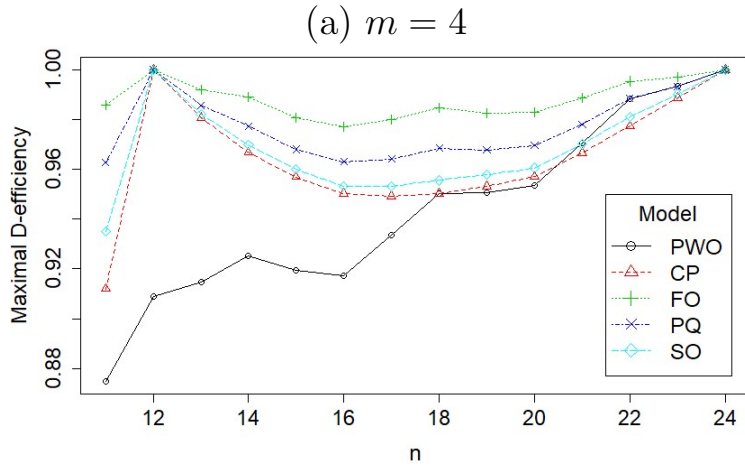 (a) m = 4
Maximal D-efficiency
1.00
0.96
0.92
0.88
12
14
16
18
20
22
24
n
Model
PWO
CP
FO
PQ
SO